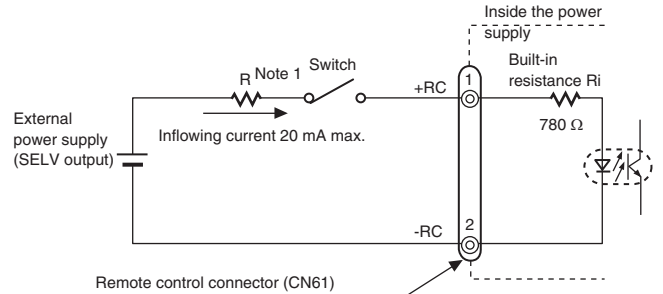 Inside the power
supply
R Note 1
Switch
+RC
1
Built-in
resistance Ri
780 Ω
External
power supply
(SELV output)
Inflowing current 20 mA max.
-RC
2
Remote control connector (CN61)